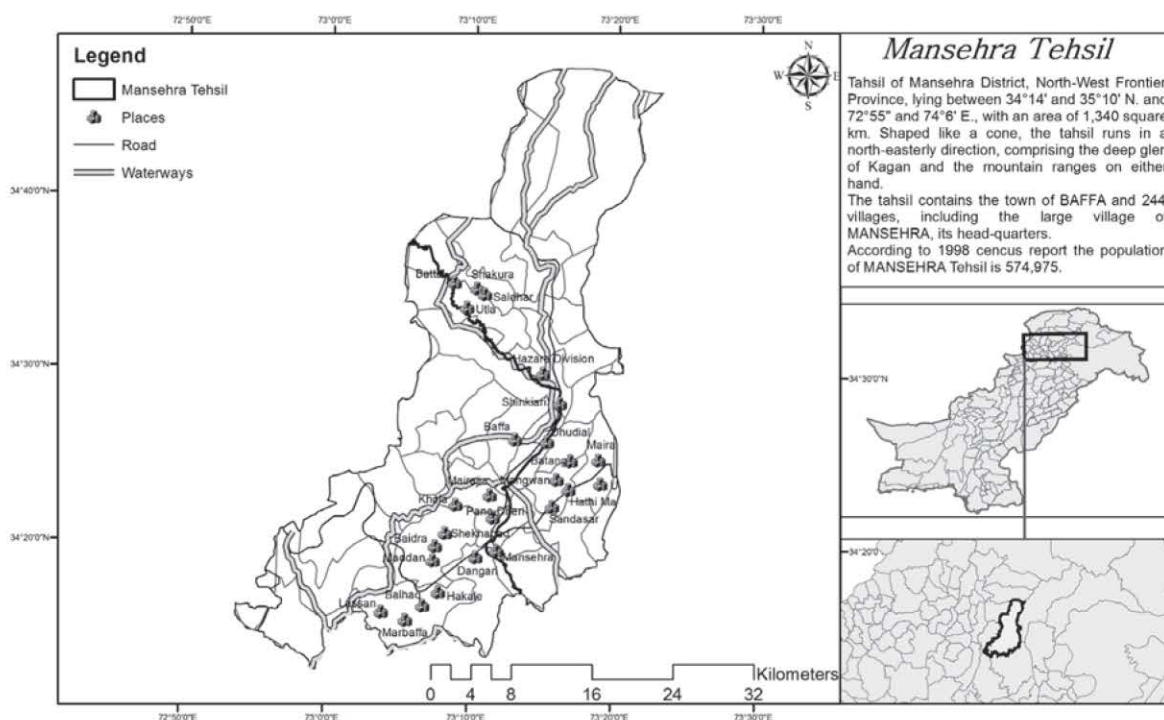 72°50'0"E 73°0'0"E 73°10'0"E 73°20'0"E 73°30'0"E
Legend
Mansehra Tehsil
Places
Road
Waterways
N
W E
S
34°40'0"N
34°30'0"N
34°20'0"N
Shakura
Saldhar
Utla
Hazara Division
Shinkiari
Baffa
Dhudial
Maira
Hathi Ma
Sandasar
Shekhabad
Baidra
Maddan
Mansehra
Dangan
Balhag
Hakale
Lassan
Marbaffa
Kilometers
0 4 8 16 24 32
72°50'0"E 73°0'0"E 73°10'0"E 73°20'0"E 73°30'0"E
Mansehra Tehsil
Tahsil of Mansehra District, North-West Frontier
Province, lying between 34°14' and 35°10' N. and
72°55" and 74°6' E., with an area of 1,340 square
km. Shaped like a cone, the tahsil runs in a
north-easterly direction, comprising the deep glen
of Kagan and the mountain ranges on either
hand.
The tahsil contains the town of BAFFA and 244
villages, including the large village of
MANSEHRA, its head-quarters.
According to 1998 cencus report the population
of MANSEHRA Tehsil is 574,975.
34°30'0"N
34°20'0